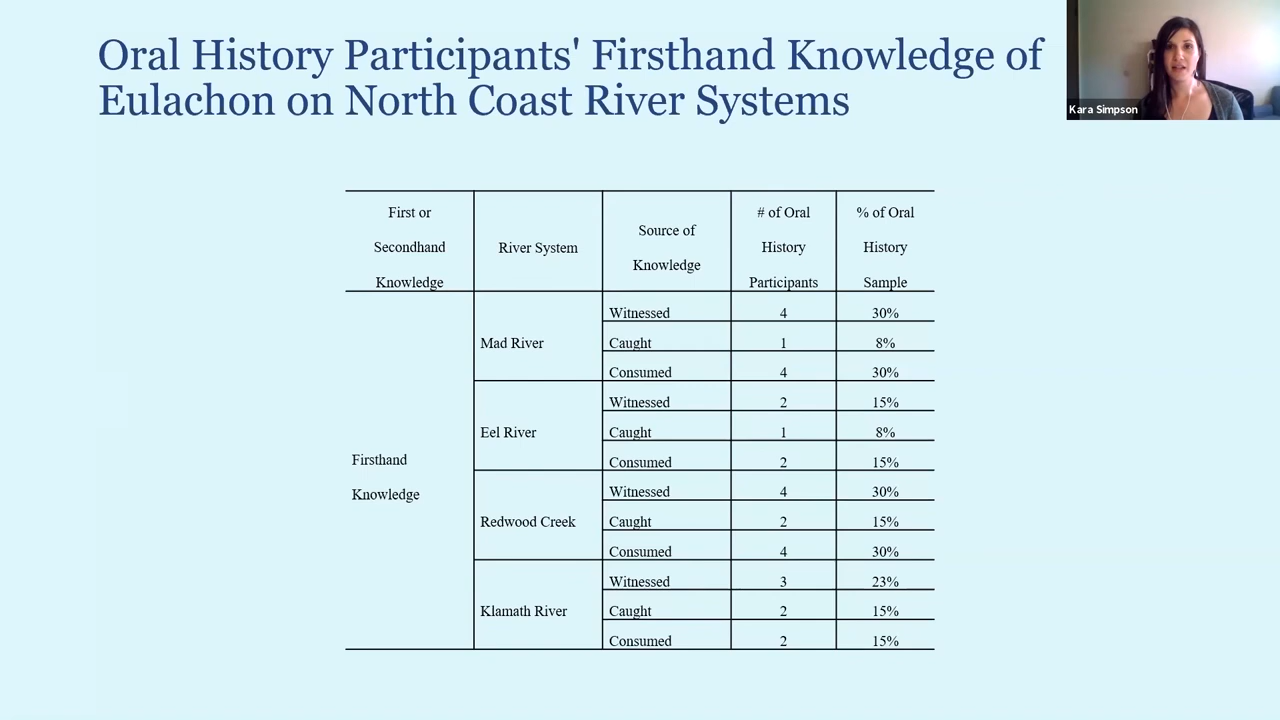 Oral History Participants' Firsthand Knowledge of
Eulachon on North Coast River Systems
Kara Simpson
First or
Secondhand
Knowledge
River System
Source of
Knowledge
# of Oral
History
Participants
% of Oral
History
Sample
Firsthand
Knowledge
Mad River
Witnessed 4 30%
Caught 1 8%
Consumed 4 30%
Eel River
Witnessed 2 15%
Caught 1 8%
Consumed 2 15%
Redwood Creek
Witnessed 4 30%
Caught 2 15%
Consumed 4 30%
Klamath River
Witnessed 3 23%
Caught 2 15%
Consumed 2 15%